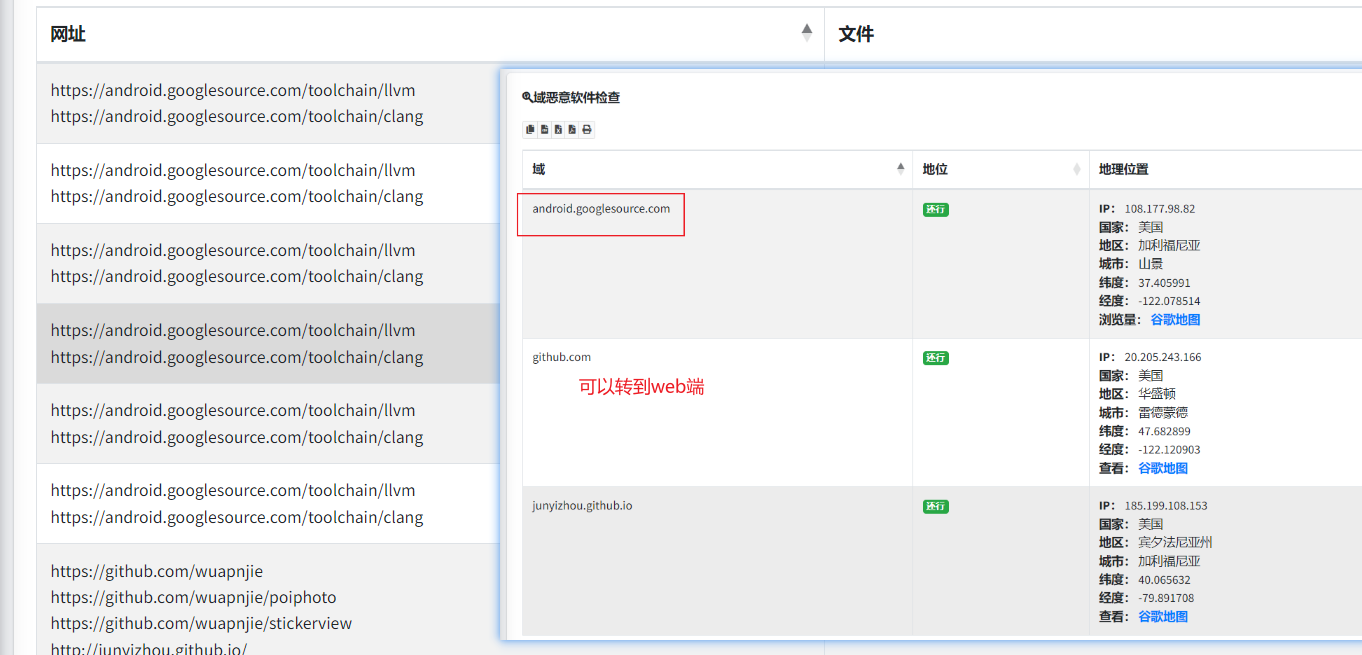 网址
文件
https://android.googlesource.com/toolchain/llvm
https://android.googlesource.com/toolchain/clang
https://android.googlesource.com/toolchain/llvm
https://android.googlesource.com/toolchain/clang
https://android.googlesource.com/toolchain/llvm
https://android.googlesource.com/toolchain/clang
https://android.googlesource.com/toolchain/llvm
https://android.googlesource.com/toolchain/clang
https://android.googlesource.com/toolchain/llvm
https://android.googlesource.com/toolchain/clang
https://android.googlesource.com/toolchain/llvm
https://android.googlesource.com/toolchain/clang
https://github.com/wuapnjie
https://github.com/wuapnjie/poiphoto
https://github.com/wuapnjie/stickerview
http://junyizhou.github.io/
域恶意软件检查
域
地位
地理位置
android.googlesource.com
还行
IP: 108.177.98.82
国家: 美国
地区: 加利福尼亚
城市: 山景
纬度: 37.405991
经度: -122.078514
浏览量: 谷歌地图
github.com
还行
可以转到web端
IP: 20.205.243.166
国家: 美国
地区: 华盛顿
城市: 雷德蒙德
纬度: 47.682899
经度: -122.120903
查看: 谷歌地图
junyizhou.github.io
还行
IP: 185.199.108.153
国家: 美国
地区: 宾夕法尼亚州
城市: 加利福尼亚
纬度: 40.065632
经度: -79.891708
查看: 谷歌地图